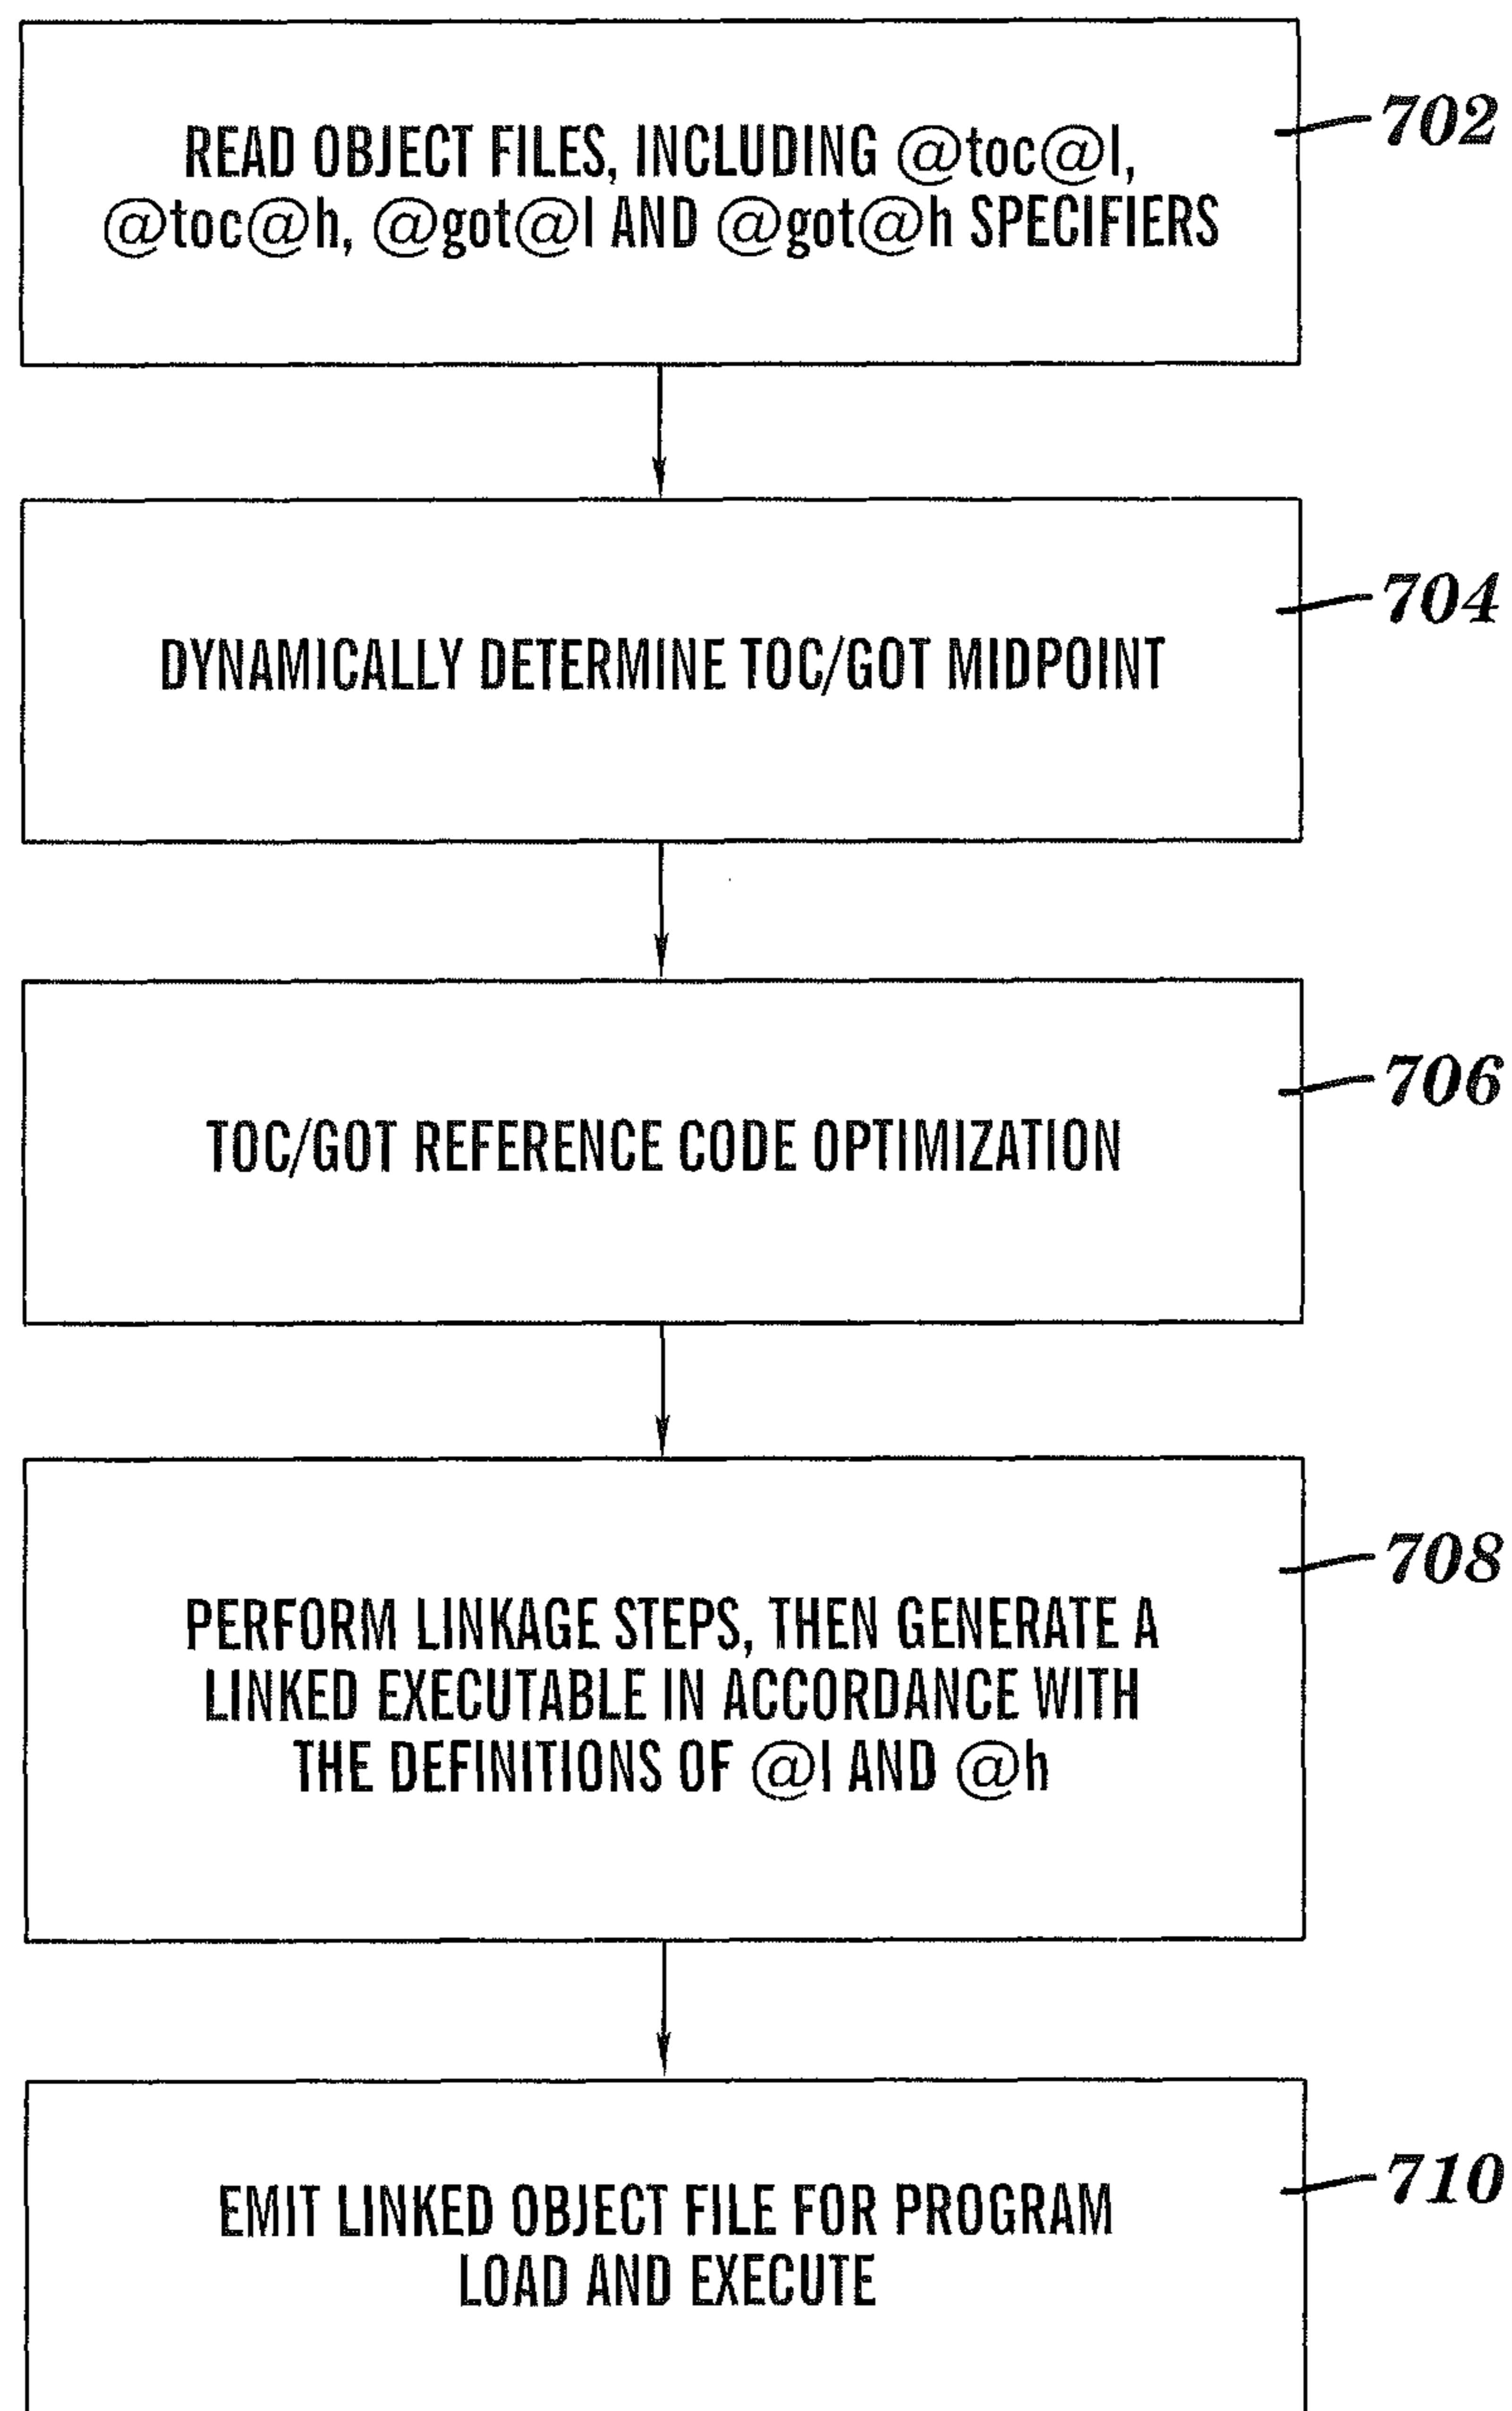 READ OBJECT FILES, INCLUDING @toc@l,
@toc@h, @got@l AND @got@h SPECIFIERS
702
DYNAMICALLY DETERMINE TOC/GOT MIDPOINT
704
TOC/GOT REFERENCE CODE OPTIMIZATION
706
PERFORM LINKAGE STEPS, THEN GENERATE A
LINKED EXECUTABLE IN ACCORDANCE WITH
THE DEFINITIONS OF @l AND @h
708
EMIT LINKED OBJECT FILE FOR PROGRAM
LOAD AND EXECUTE
710